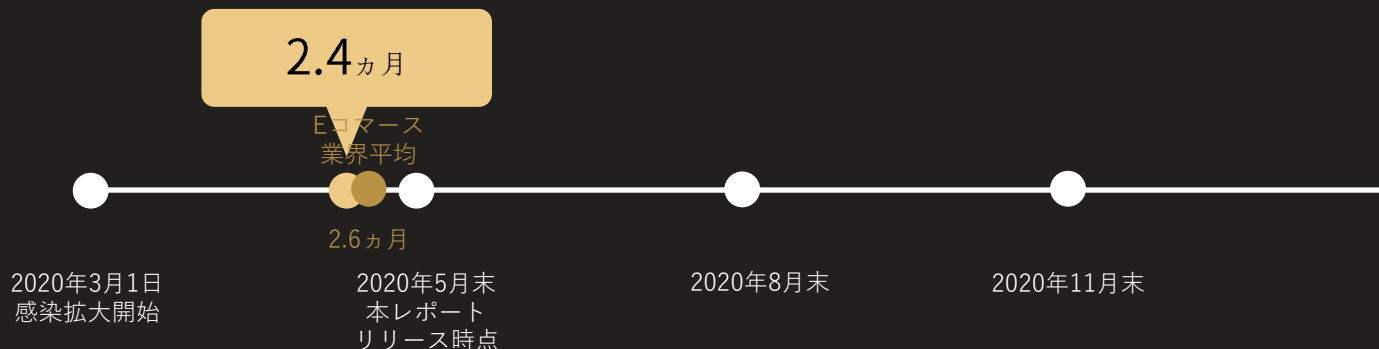 2.4ヵ月
Eコマース
業界平均
2.6ヵ月
2020年3月1日
感染拡大開始
2020年5月末
本レポート
リリース時点
2020年8月末
2020年11月末